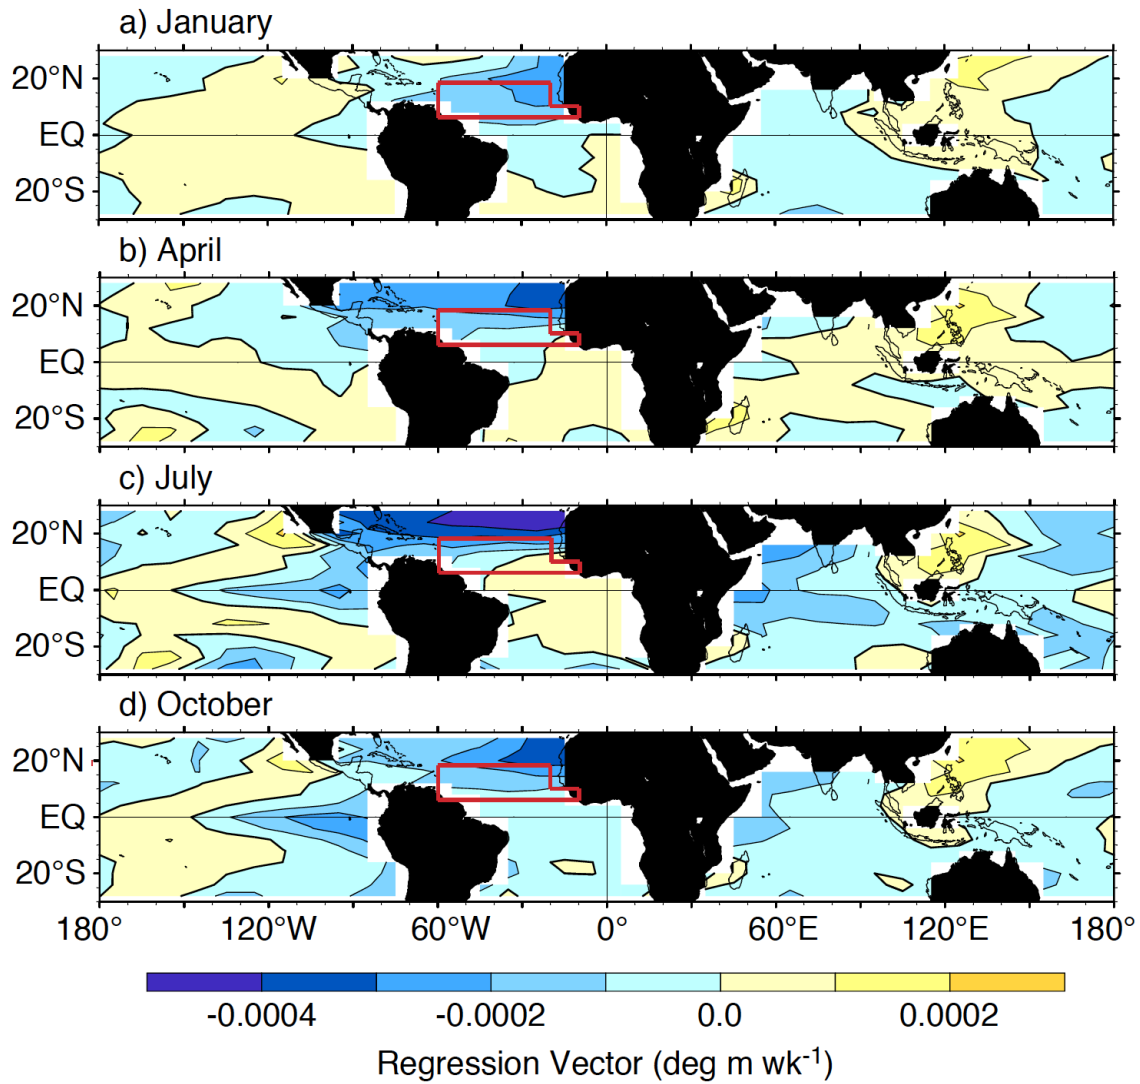 a) January
20°N
EQ
20°S
b) April
20°N
EQ
20°S
c) July
20°N
EQ
20°S
d) October
20°N
EQ
20°S
180° 120°W 60°W 0° 60°E 120°E 180°
-0.0004 -0.0002 0.0 0.0002
Regression Vector (deg m wk⁻¹)